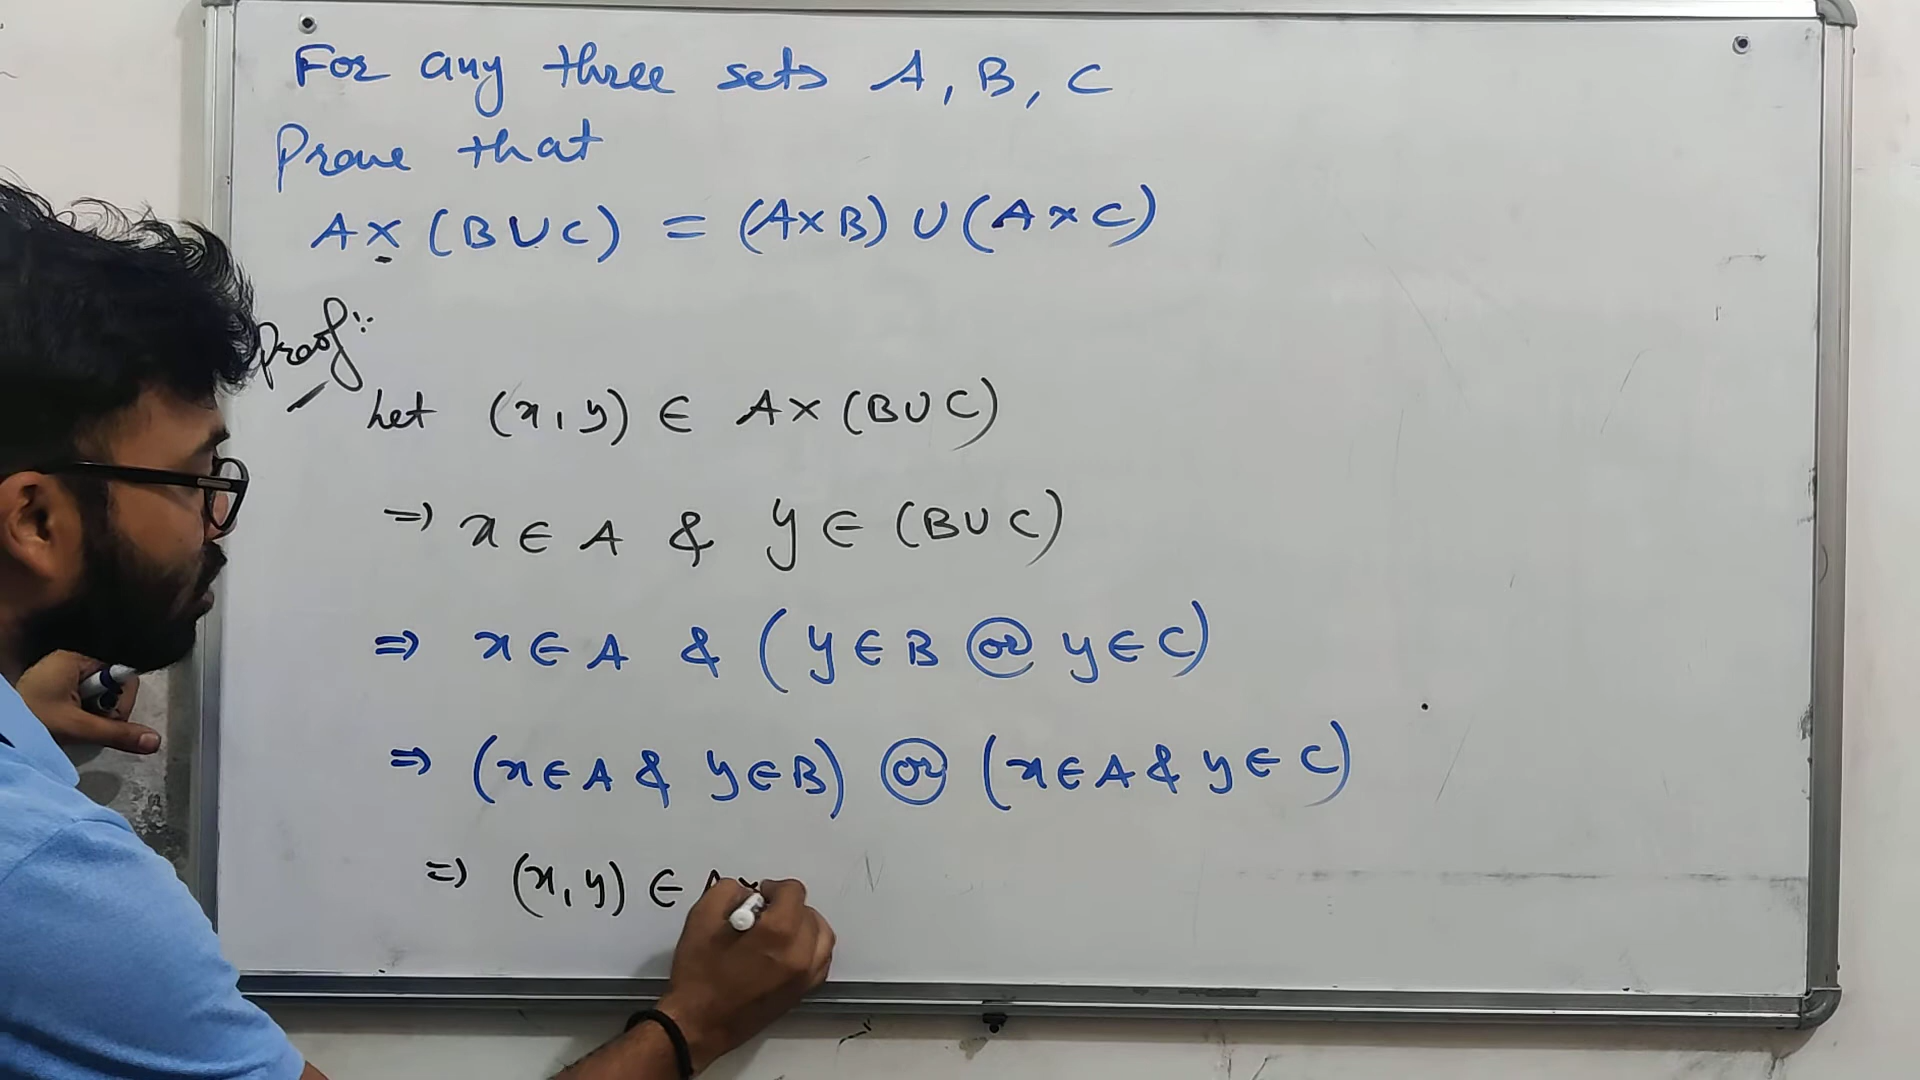 For any three sets A, B, C
Prove that
A × (B ∪ C) = (A × B) ∪ (A × C)
Proof:
Let (x, y) ∈ A × (B ∪ C)
⇒ x ∈ A & y ∈ (B ∪ C)
⇒ x ∈ A & (y ∈ B or y ∈ C)
⇒ (x ∈ A & y ∈ B) or (x ∈ A & y ∈ C)
⇒ (x, y) ∈ A ×